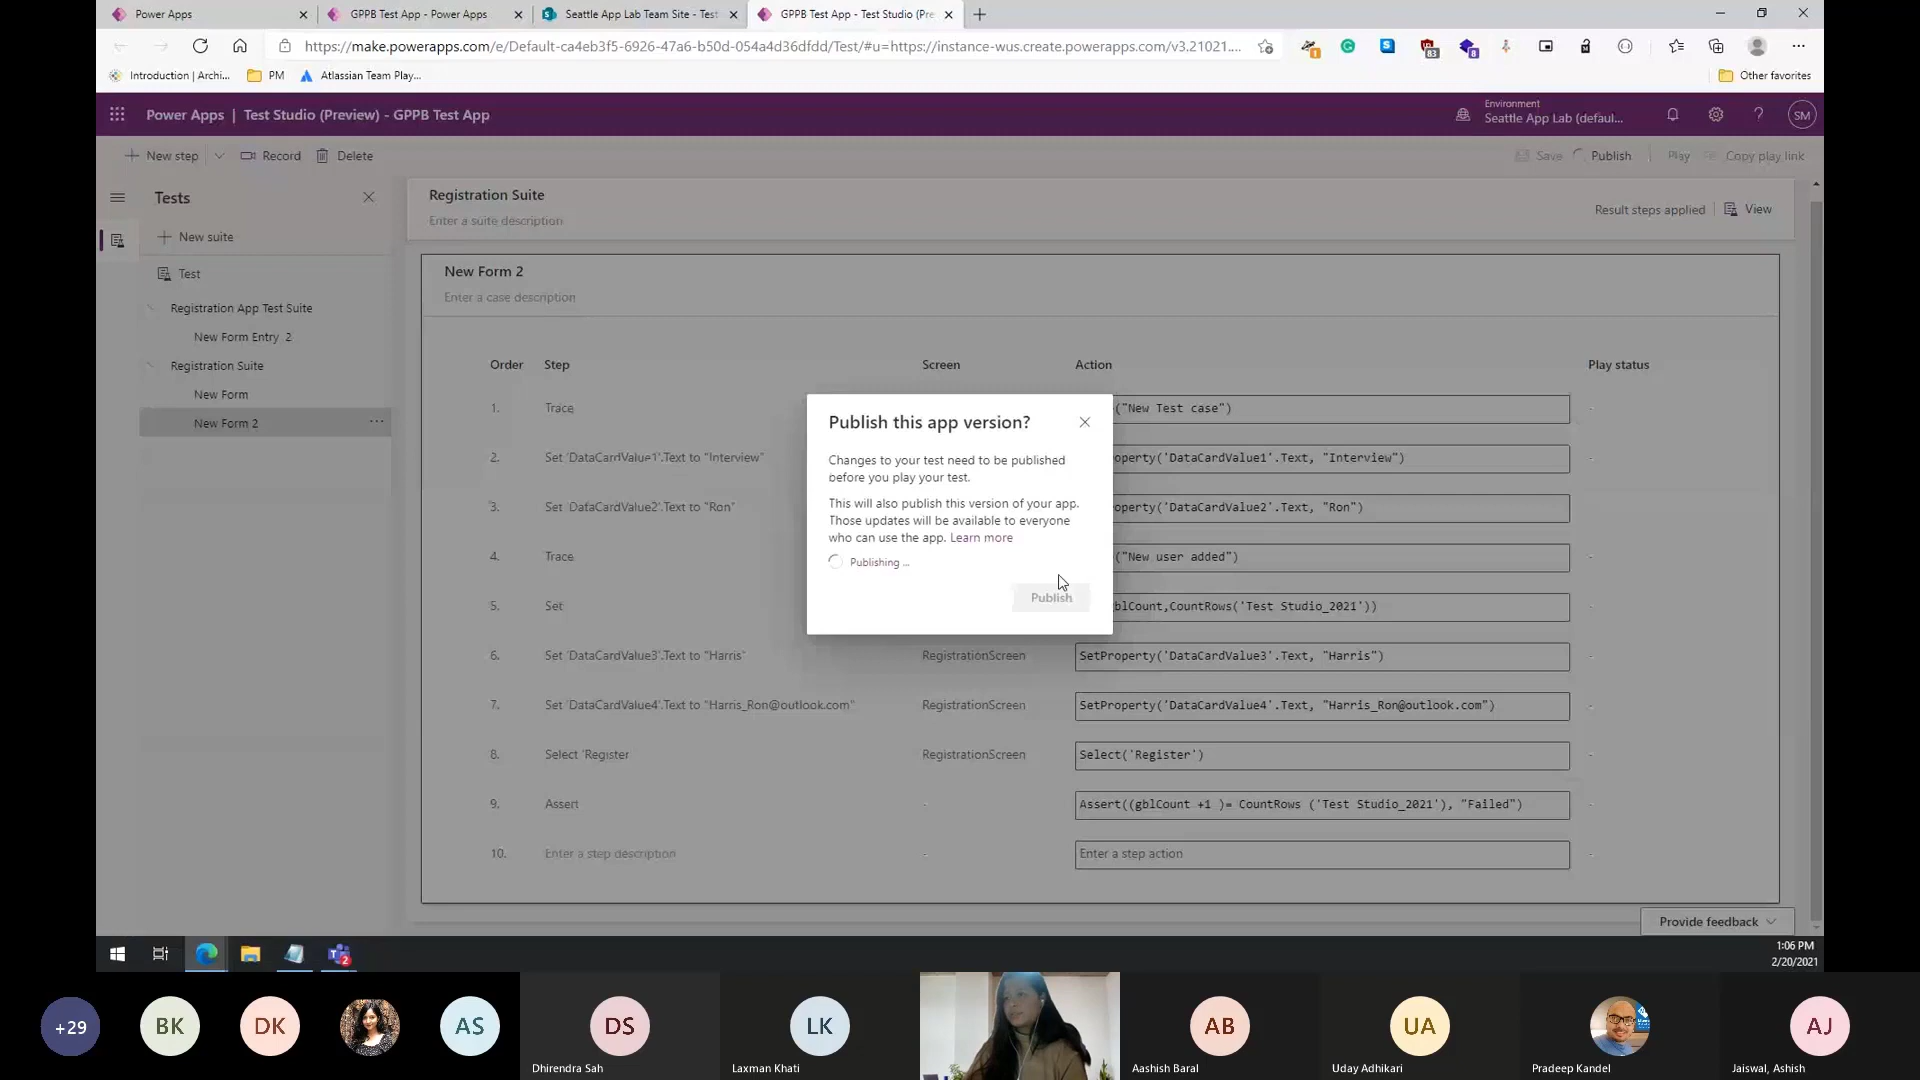 Power Apps
GPPB Test App - Power Apps
Seattle App Lab Team Site - Test
GPPB Test App - Test Studio (Pre
https://make.powerapps.com/e/Default-ca4eb3f5-6926-47a6-b50d-054a4d36dfdd/Test/#u=https://instance-wus.create.powerapps.com/v3.21021....
Introduction | Archi...
PM
Atlassian Team Play...
Other favorites
Power Apps | Test Studio (Preview) - GPPB Test App
Environment
Seattle App Lab (defaul...
SM
New step
Record
Delete
Save
Publish
Play
Copy play link
Tests
New suite
Test
Registration App Test Suite
New Form Entry 2
Registration Suite
New Form
New Form 2
Registration Suite
Enter a suite description
Result steps applied
View
New Form 2
Enter a case description
Order Step Screen Action Play status
1. Trace ("New Test case") -
2. Set 'DataCardValue1'.Text to "Interview" operty('DataCardValue1'.Text, "Interview") -
3. Set 'DataCardValue2'.Text to "Ron" operty('DataCardValue2'.Text, "Ron") -
4. Trace ("New user added") -
5. Set blCount,CountRows('Test Studio_2021')) -
6. Set 'DataCardValue3'.Text to "Harris" RegistrationScreen SetProperty('DataCardValue3'.Text, "Harris") -
7. Set 'DataCardValue4'.Text to "Harris_Ron@outlook.com" RegistrationScreen SetProperty('DataCardValue4'.Text, "Harris_Ron@outlook.com") -
8. Select 'Register RegistrationScreen Select('Register') -
9. Assert - Assert((gblCount +1 )= CountRows ('Test Studio_2021'), "Failed") -
10. Enter a step description - Enter a step action -
Publish this app version?
Changes to your test need to be published
before you play your test.
This will also publish this version of your app.
Those updates will be available to everyone
who can use the app. Learn more
Publishing ...
Publish
Provide feedback
1:06 PM
2/20/2021
+29
BK
DK
AS
DS
Dhirendra Sah
LK
Laxman Khati
AB
Aashish Baral
UA
Uday Adhikari
Pradeep Kandel
AJ
Jaiswal, Ashish